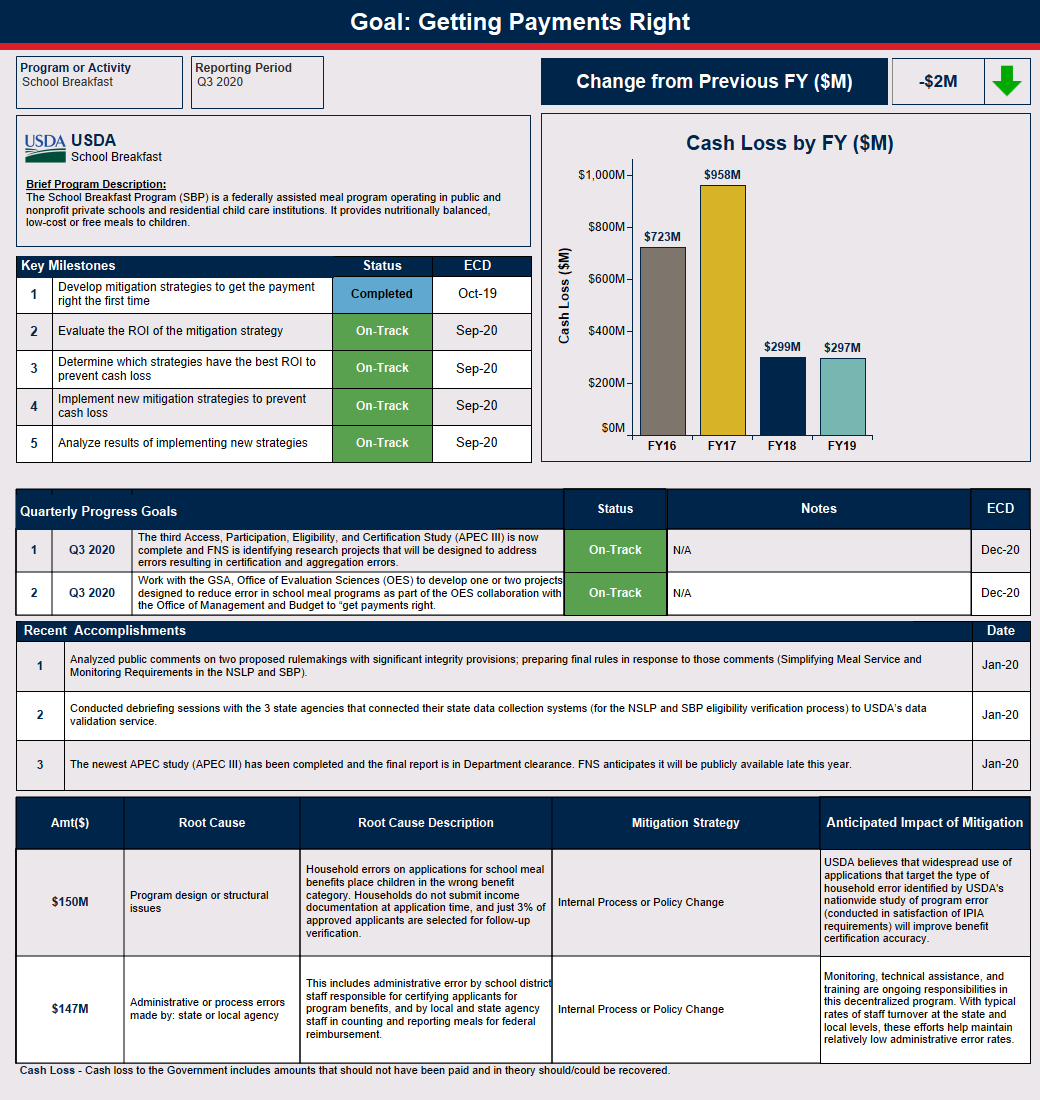 Goal: Getting Payments Right
Program or Activity
School Breakfast
Reporting Period
Q3 2020
Change from Previous FY ($M)
-$2M
USDA
USDA
School Breakfast
Brief Program Description:
The School Breakfast Program (SBP) is a federally assisted meal program operating in public and
nonprofit private schools and residential child care institutions. It provides nutritionally balanced,
low-cost or free meals to children.
Cash Loss by FY ($M)
Cash Loss ($M)
$1,000M
$800M
$600M
$400M
$200M
$0M
$723M
$958M
$299M
$297M
FY16
FY17
FY18
FY19
Key Milestones
Status
ECD
1
Develop mitigation strategies to get the payment
right the first time
Completed
Oct-19
2
Evaluate the ROI of the mitigation strategy
On-Track
Sep-20
3
Determine which strategies have the best ROI to
prevent cash loss
On-Track
Sep-20
4
Implement new mitigation strategies to prevent
cash loss
On-Track
Sep-20
5
Analyze results of implementing new strategies
On-Track
Sep-20
Quarterly Progress Goals
Status
Notes
ECD
1
Q3 2020
The third Access, Participation, Eligibility, and Certification Study (APEC III) is now
complete and FNS is identifying research projects that will be designed to address
errors resulting in certification and aggregation errors.
On-Track
N/A
Dec-20
2
Q3 2020
Work with the GSA, Office of Evaluation Sciences (OES) to develop one or two projects
designed to reduce error in school meal programs as part of the OES collaboration with
the Office of Management and Budget to “get payments right.
On-Track
N/A
Dec-20
Recent Accomplishments
Date
1
Analyzed public comments on two proposed rulemakings with significant integrity provisions; preparing final rules in response to those comments (Simplifying Meal Service and
Monitoring Requirements in the NSLP and SBP).
Jan-20
2
Conducted debriefing sessions with the 3 state agencies that connected their state data collection systems (for the NSLP and SBP eligibility verification process) to USDA's data
validation service.
Jan-20
3
The newest APEC study (APEC III) has been completed and the final report is in Department clearance. FNS anticipates it will be publicly available late this year.
Jan-20
Amt($)
Root Cause
Root Cause Description
Mitigation Strategy
Anticipated Impact of Mitigation
$150M
Program design or structural
issues
Household errors on applications for school meal
benefits place children in the wrong benefit
category. Households do not submit income
documentation at application time, and just 3% of
approved applicants are selected for follow-up
verification.
Internal Process or Policy Change
USDA believes that widespread use of
applications that target the type of
household error identified by USDA's
nationwide study of program error
(conducted in satisfaction of IPIA
requirements) will improve benefit
certification accuracy.
$147M
Administrative or process errors
made by: state or local agency
This includes administrative error by school district
staff responsible for certifying applicants for
program benefits, and by local and state agency
staff in counting and reporting meals for federal
reimbursement.
Internal Process or Policy Change
Monitoring, technical assistance, and
training are ongoing responsibilities in
this decentralized program. With typical
rates of staff turnover at the state and
local levels, these efforts help maintain
relatively low administrative error rates.
Cash Loss - Cash loss to the Government includes amounts that should not have been paid and in theory should/could be recovered.